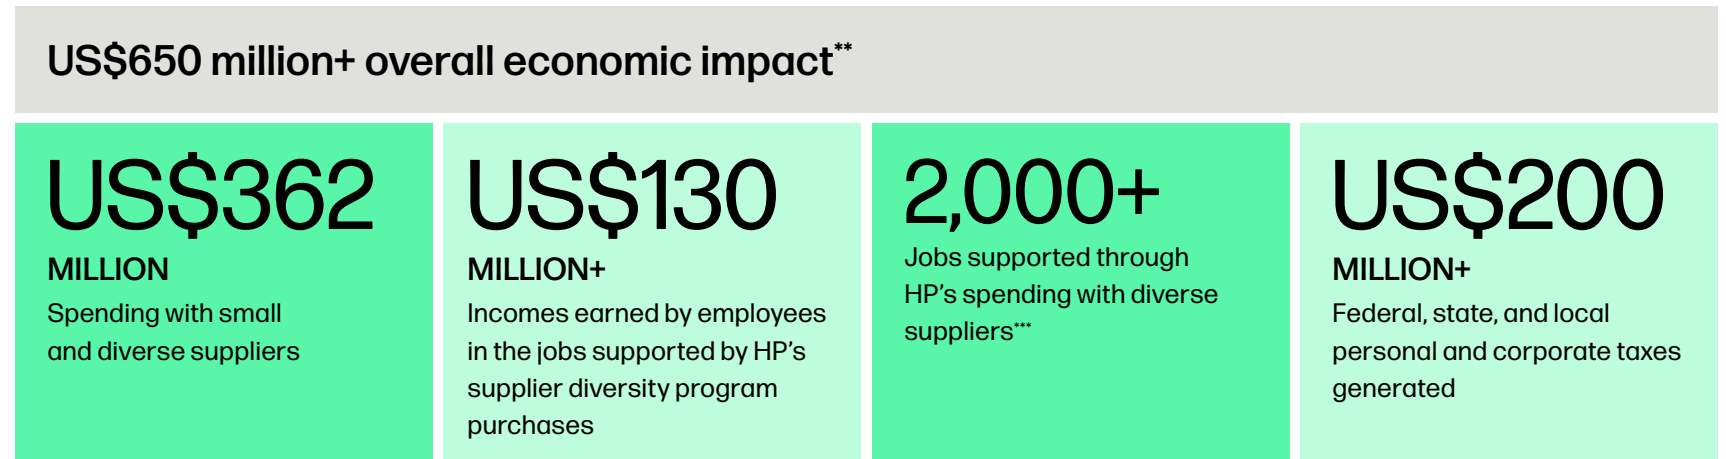 US$650 million+ overall economic impact**
US$362
MILLION
Spending with small
and diverse suppliers
US$130
MILLION+
Incomes earned by employees
in the jobs supported by HP’s
supplier diversity program
purchases
2,000+
Jobs supported through
HP’s spending with diverse
suppliers***
US$200
MILLION+
Federal, state, and local
personal and corporate taxes
generated